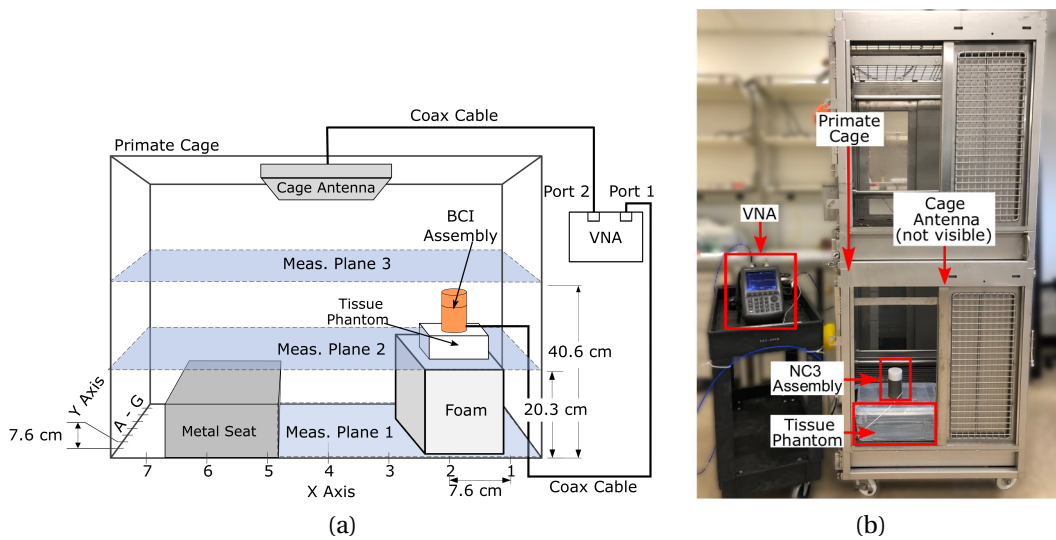 Coax Cable
Primate Cage
Cage Antenna
Port 2
Port 1
VNA
BCI
Assembly
Meas. Plane 3
Tissue
Phantom
Meas. Plane 2
40.6 cm
Y Axis
A - G
7.6 cm
Metal Seat
Meas. Plane 1
Foam
20.3 cm
7
6
5
4
3
2
1
X Axis
7.6 cm
Coax Cable
(a)
Primate
Cage
VNA
Cage
Antenna
(not visible)
NC3
Assembly
Tissue
Phantom
(b)